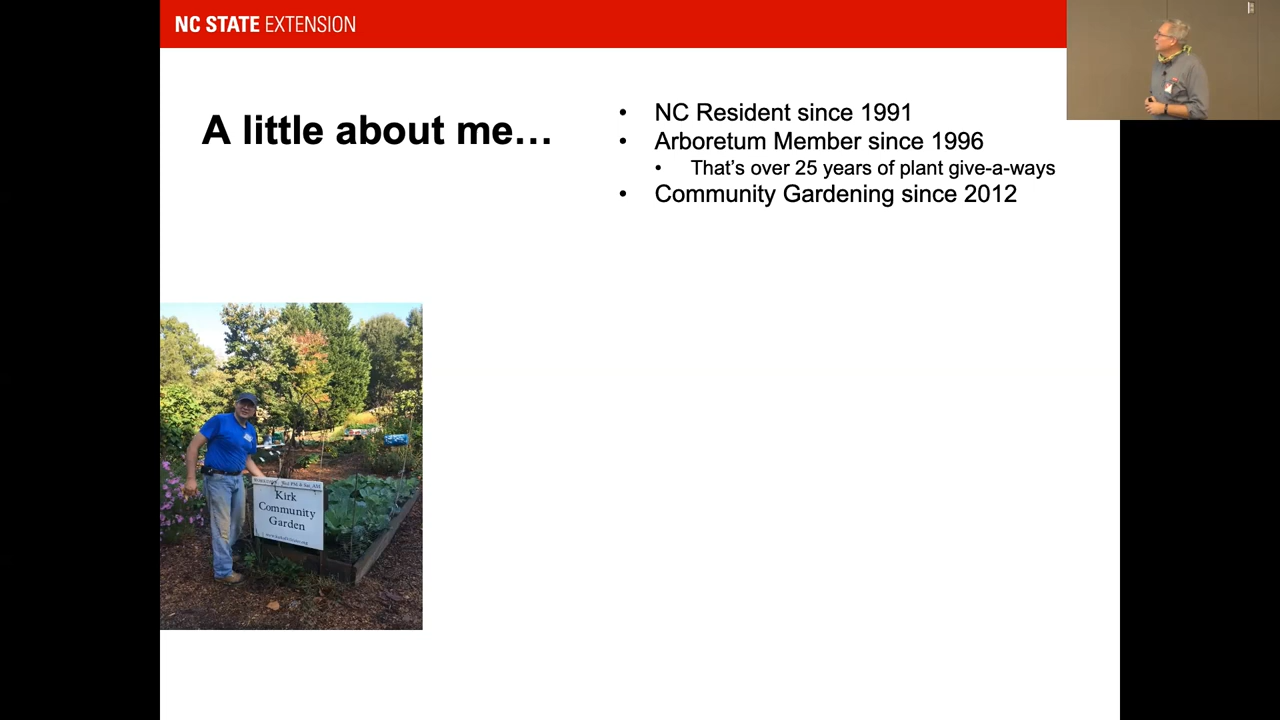 NC STATE EXTENSION
A little about me…
• NC Resident since 1991
• Arboretum Member since 1996
• That's over 25 years of plant give-a-ways
• Community Gardening since 2012
Kirk
Community
Garden